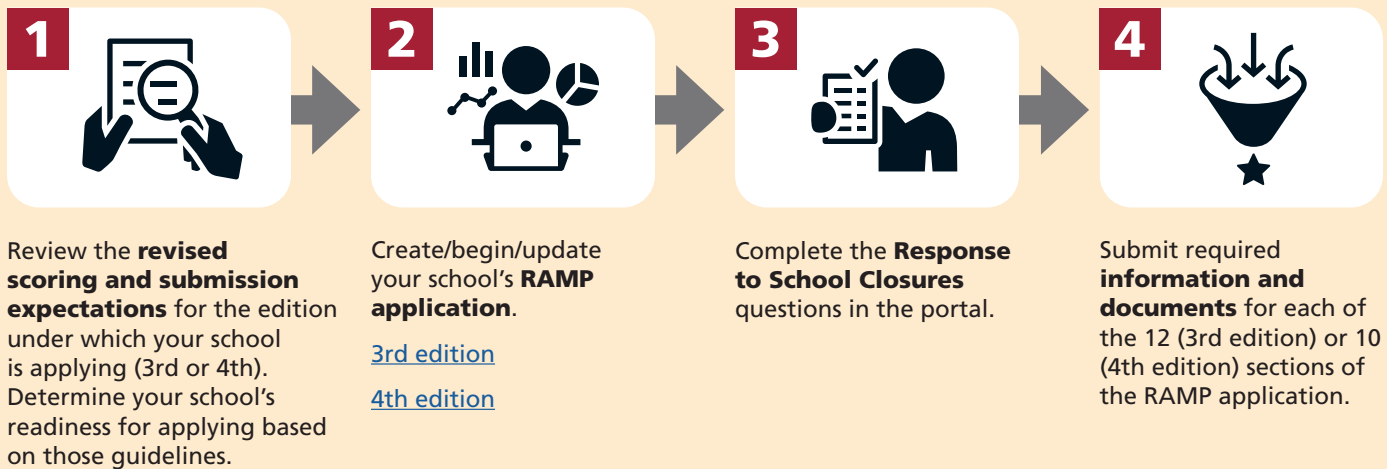 1
Review the revised
scoring and submission
expectations for the edition
under which your school
is applying (3rd or 4th).
Determine your school's
readiness for applying based
on those guidelines.
2
Create/begin/update
your school's RAMP
application.
3rd edition
4th edition
3
Complete the Response
to School Closures
questions in the portal.
4
Submit required
information and
documents for each of
the 12 (3rd edition) or 10
(4th edition) sections of
the RAMP application.